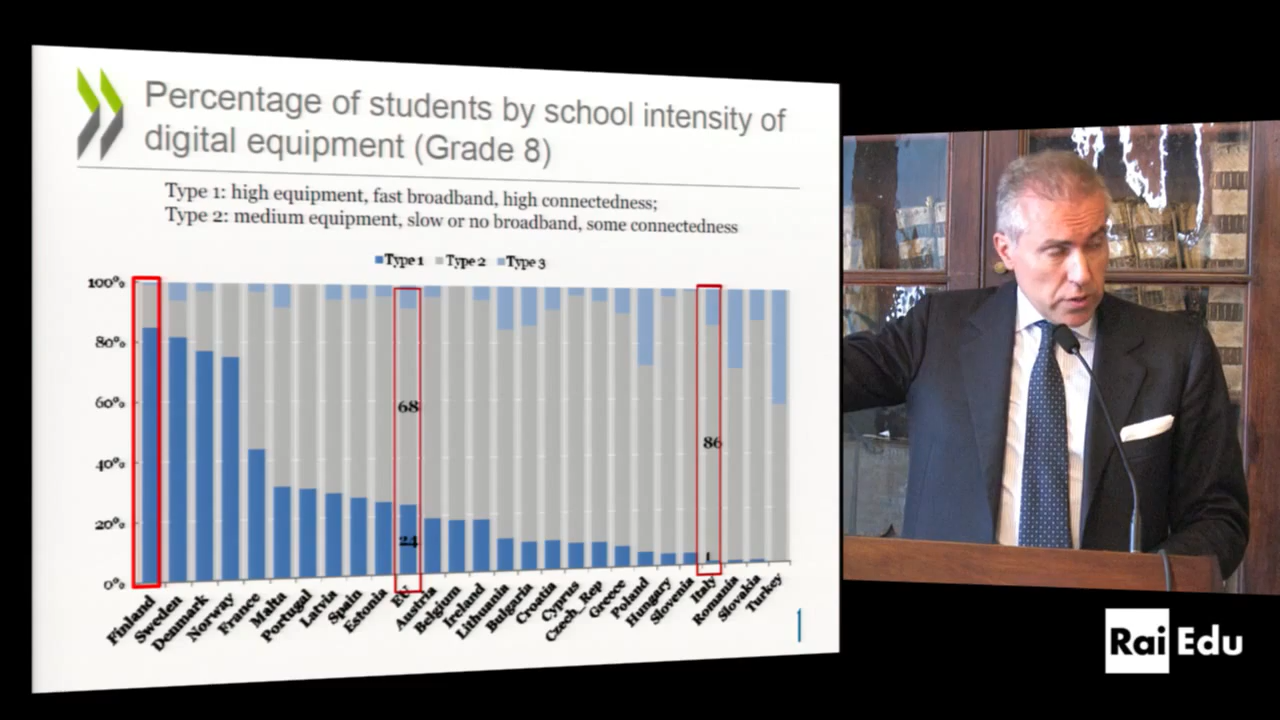 Percentage of students by school intensity of
digital equipment (Grade 8)
Type 1: high equipment, fast broadband, high connectedness;
Type 2: medium equipment, slow or no broadband, some connectedness
Type 1 Type 2 Type 3
100%
80%
60%
40%
20%
0%
68
24
86
1
Finland
Sweden
Denmark
Norway
France
Malta
Portugal
Latvia
Spain
Estonia
EU
Austria
Belgium
Ireland
Lithuania
Bulgaria
Croatia
Cyprus
Czech_Rep
Greece
Poland
Hungary
Slovenia
Italy
Romania
Slovakia
Turkey
Rai Edu